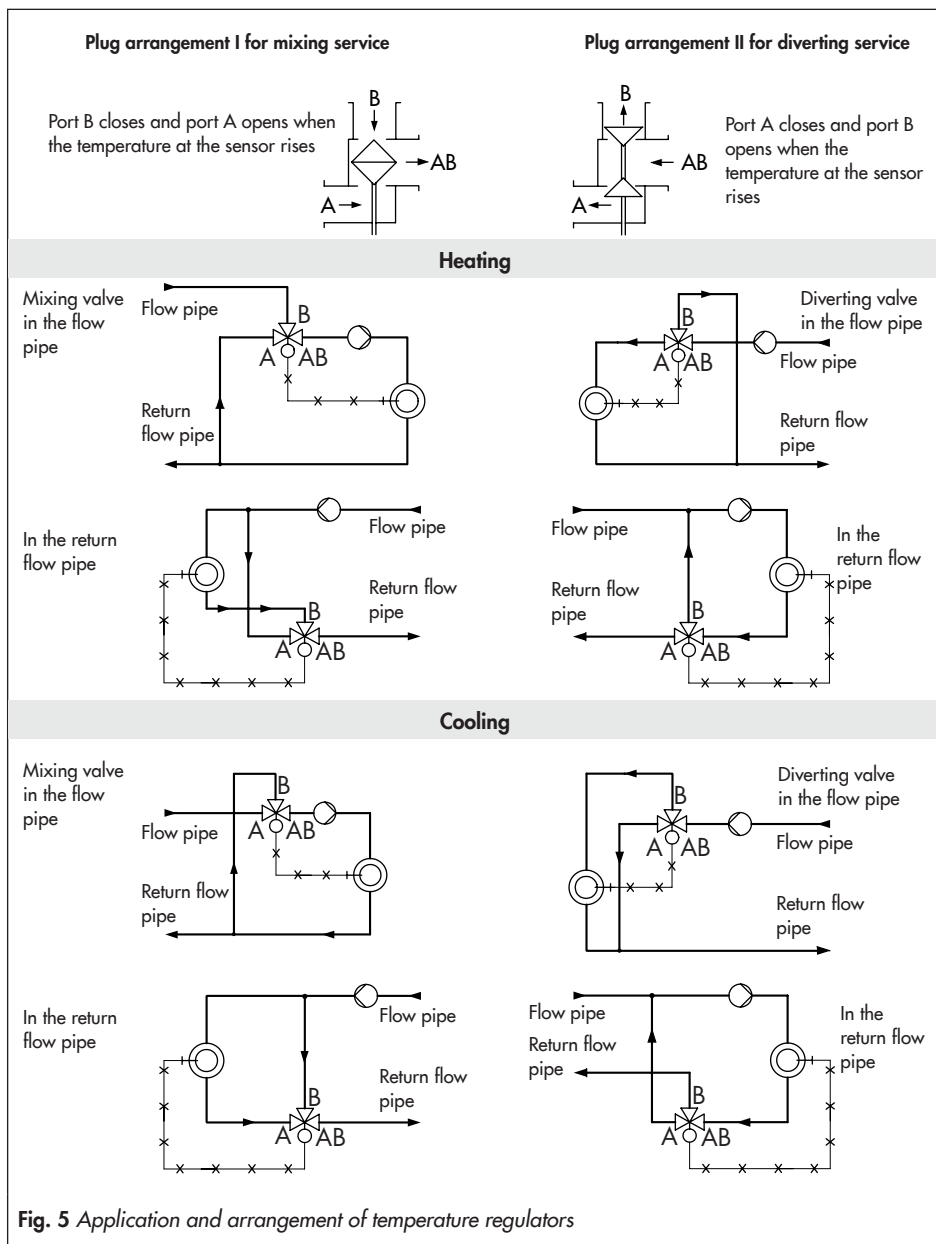 Plug arrangement I for mixing service
Port B closes and port A opens when
the temperature at the sensor rises
B
AB
A
Plug arrangement II for diverting service
B
AB
A
Port A closes and port B
opens when the
temperature at the sensor
rises
Heating
Mixing valve
in the flow
pipe
Flow pipe
B
A
AB
Return
flow pipe
Diverting valve
in the flow pipe
B
A
AB
Flow pipe
Return flow
pipe
In the return
flow pipe
Flow pipe
Return flow
pipe
B
A
AB
Flow pipe
Return flow
pipe
B
A
AB
In the
return flow
pipe
Cooling
Mixing valve
in the flow
pipe
B
Flow pipe
A
AB
Return flow
pipe
Diverting valve
in the flow pipe
B
A
AB
Flow pipe
Return flow
pipe
In the return
flow pipe
Flow pipe
Return flow
pipe
B
A
AB
Flow pipe
Return flow
pipe
B
A
AB
In the
return flow
pipe
Fig. 5 Application and arrangement of temperature regulators